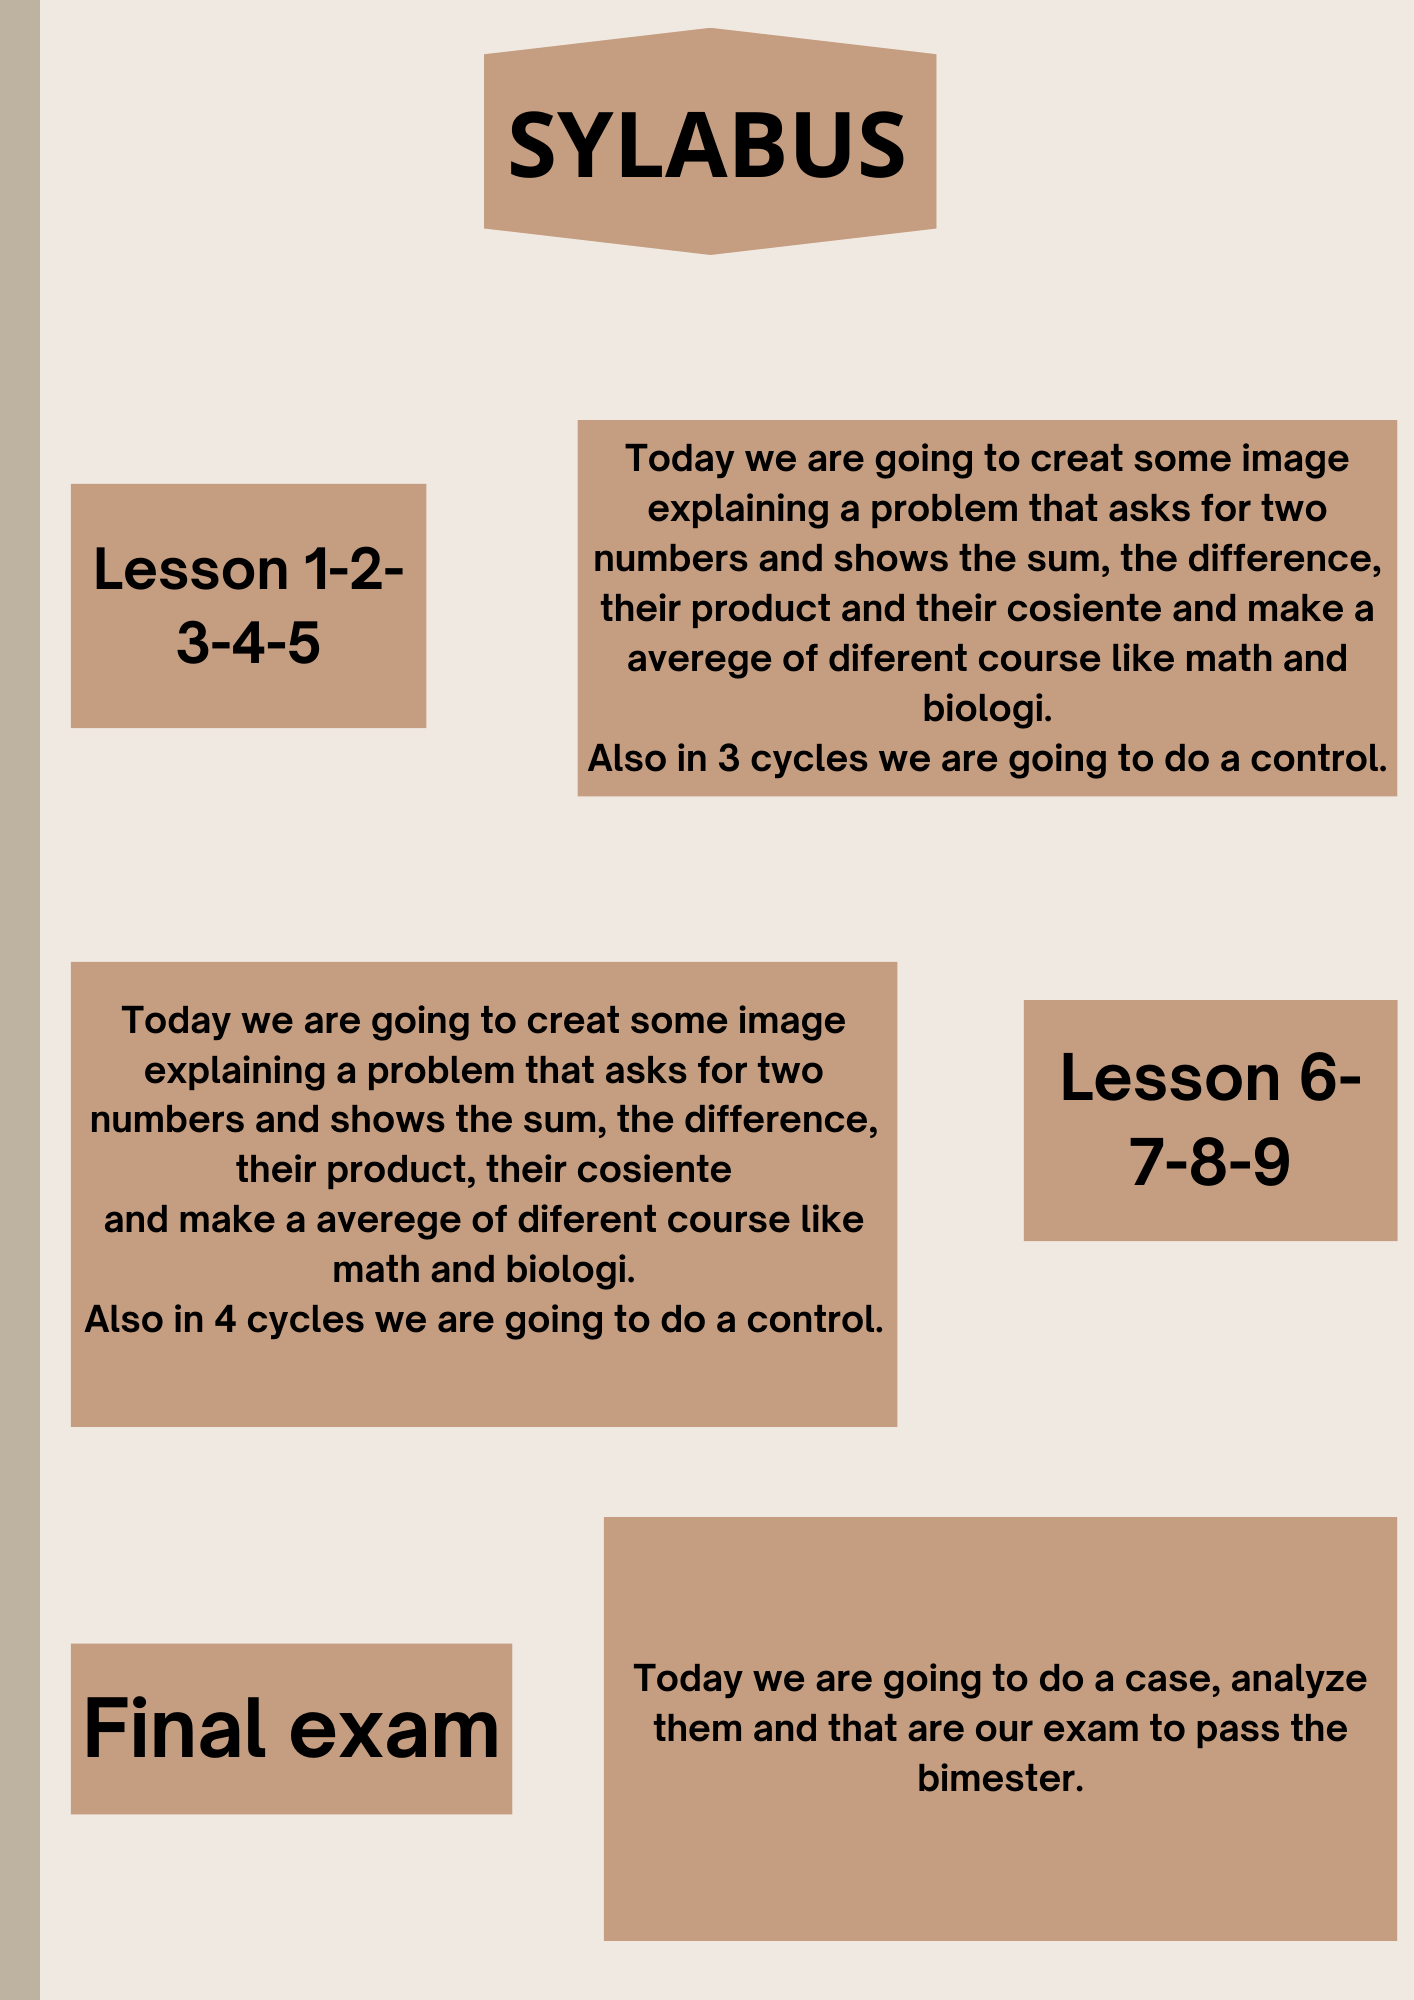 SYLABUS
Lesson 1-2-
3-4-5
Today we are going to creat some image
explaining a problem that asks for two
numbers and shows the sum, the difference,
their product and their cosiente and make a
averege of diferent course like math and
biologi.
Also in 3 cycles we are going to do a control.
Today we are going to creat some image
explaining a problem that asks for two
numbers and shows the sum, the difference,
their product, their cosiente
and make a averege of diferent course like
math and biologi.
Also in 4 cycles we are going to do a control.
Lesson 6-
7-8-9
Final exam
Today we are going to do a case, analyze
them and that are our exam to pass the
bimester.